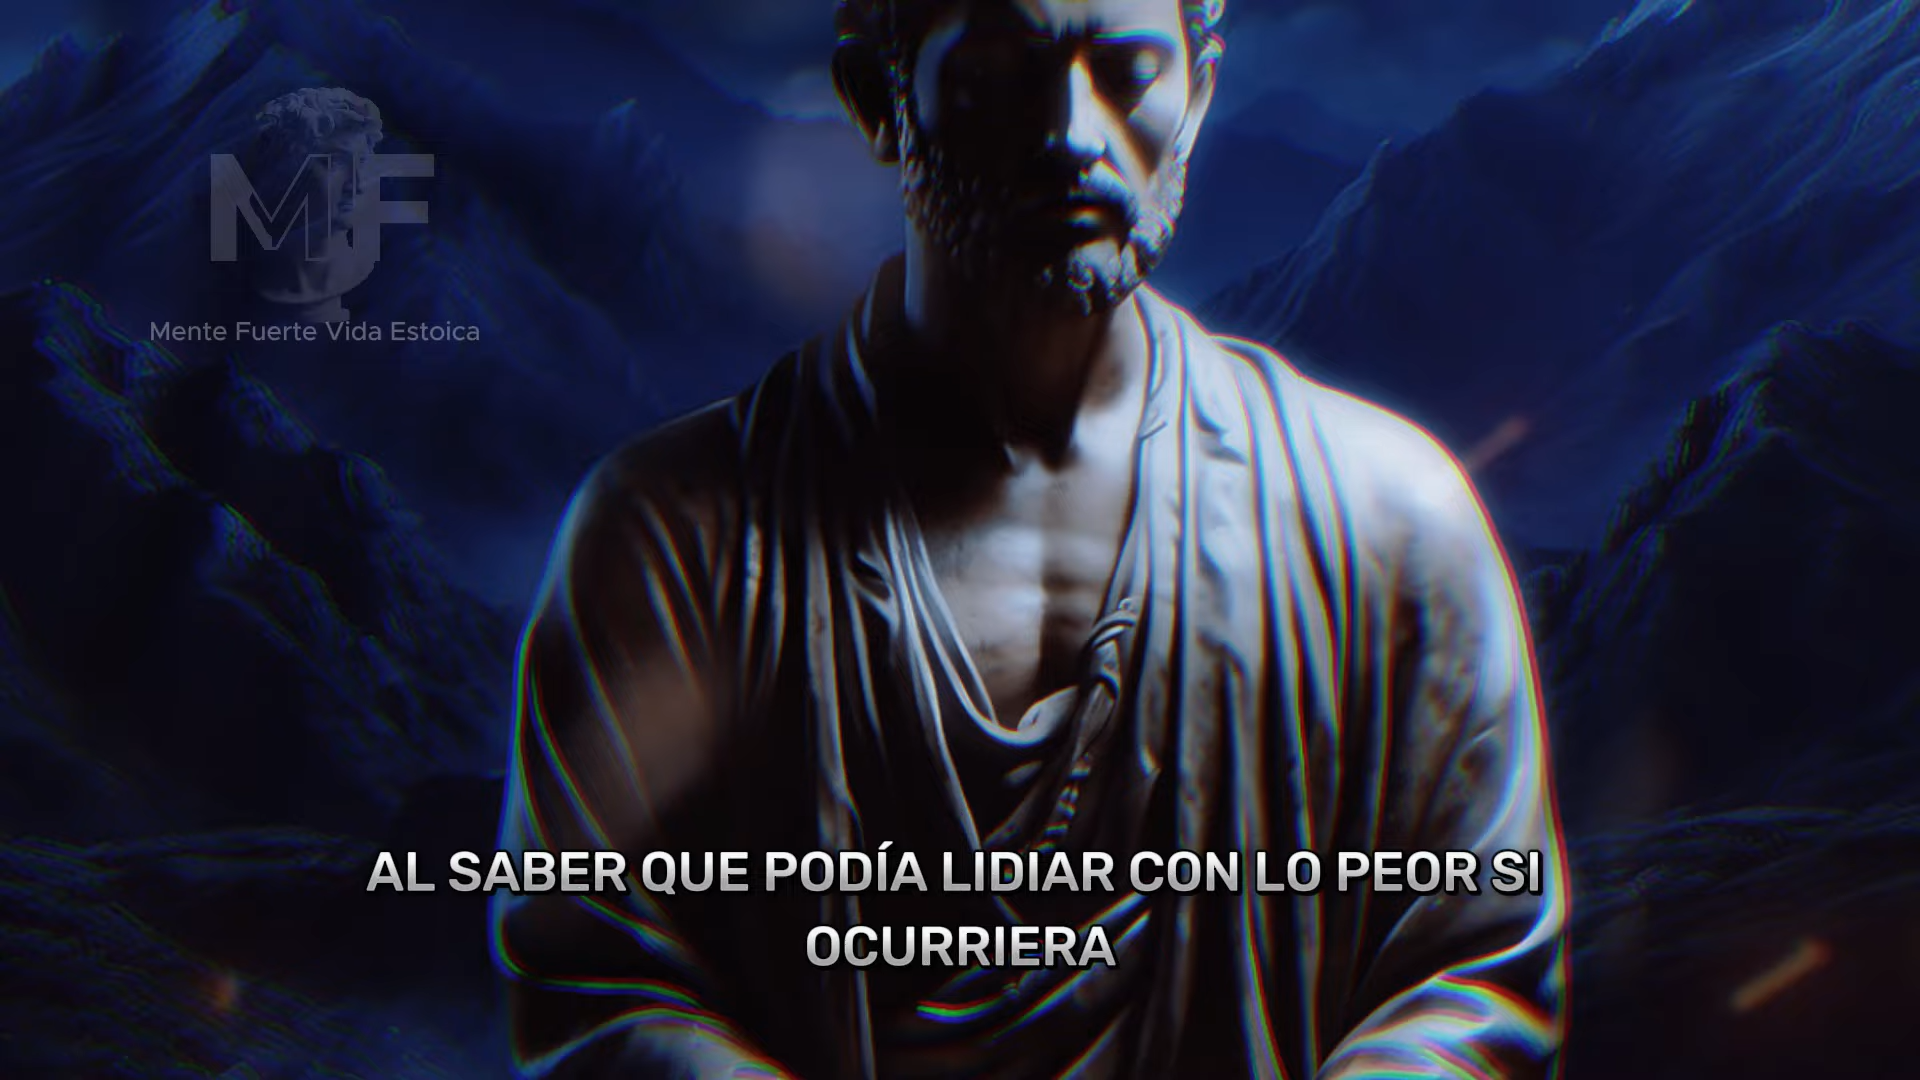 MF
Mente Fuerte Vida Estoica
AL SABER QUE PODÍA LIDIAR CON LO PEOR SI
OCURRIERA